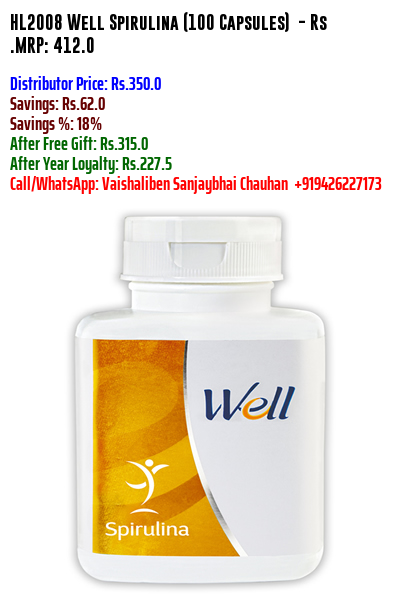 HL2008 Well Spirulina (100 Capsules) - Rs
.MRP: 412.0
Distributor Price: Rs.350.0
Savings: Rs.62.0
Savings %: 18%
After Free Gift: Rs.315.0
After Year Loyalty: Rs.227.5
Call/WhatsApp: Vaishaliben Sanjaybhai Chauhan +919426227173
Well
Spirulina